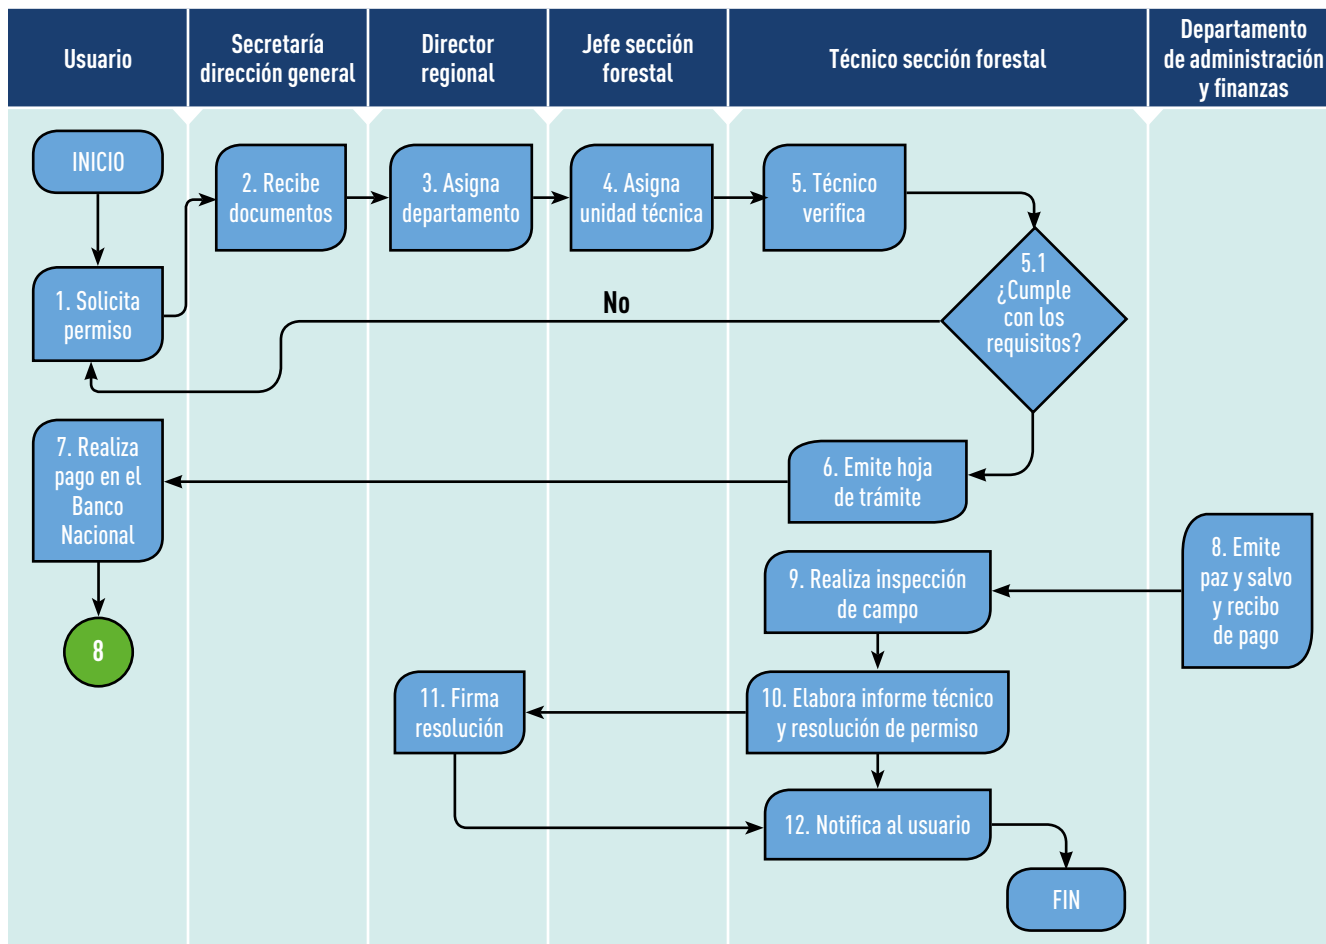 Usuario
Secretaría
dirección general
Director
regional
Jefe sección
forestal
Técnico sección forestal
Departamento
de administración
y finanzas
INICIO
1. Solicita
permiso
2. Recibe
documentos
3. Asigna
departamento
4. Asigna
unidad técnica
5. Técnico
verifica
5.1
¿Cumple
con los
requisitos?
No
6. Emite hoja
de trámite
7. Realiza
pago en el
Banco
Nacional
8
8. Emite
paz y salvo
y recibo
de pago
9. Realiza inspección
de campo
10. Elabora informe técnico
y resolución de permiso
11. Firma
resolución
12. Notifica al usuario
FIN